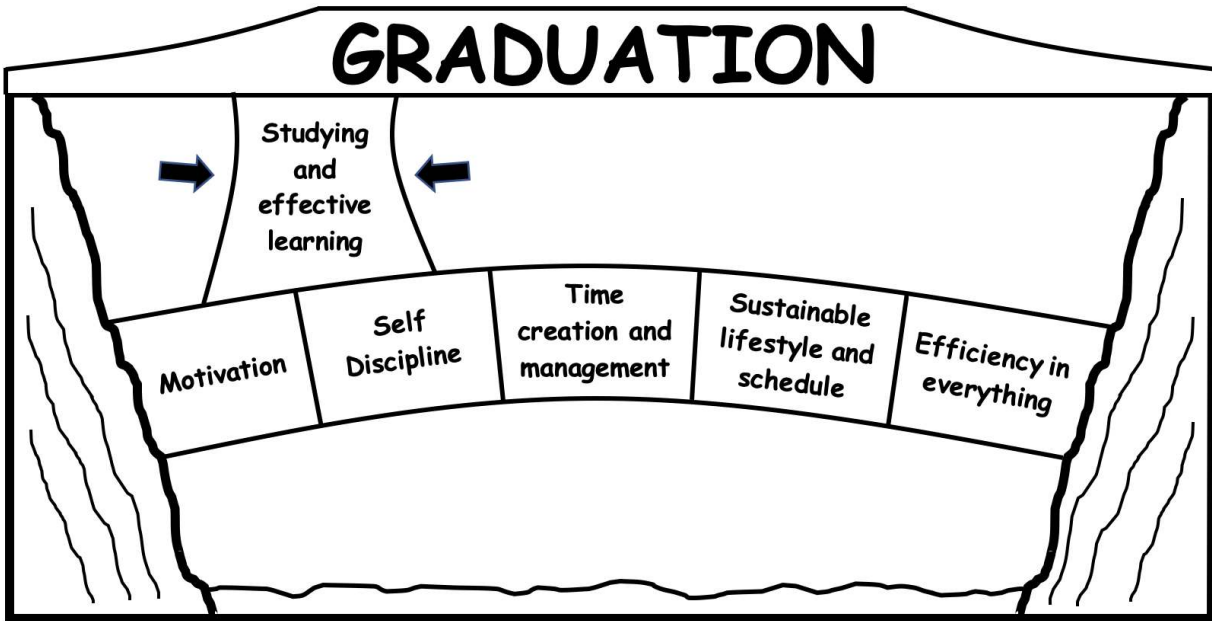 GRADUATION
Studying
and
effective
learning
Motivation
Self
Discipline
Time
creation and
management
Sustainable
lifestyle and
schedule
Efficiency in
everything